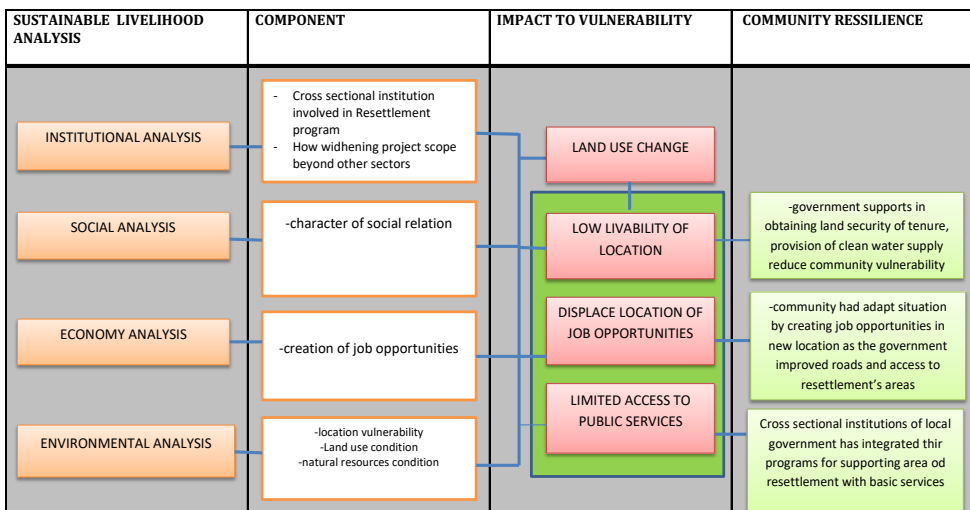 SUSTAINABLE LIVELIHOOD
ANALYSIS
COMPONENT
IMPACT TO VULNERABILITY
COMMUNITY RESSILIENCE
INSTITUTIONAL ANALYSIS
- Cross sectional institution
involved in Resettlement
program
- How widhening project scope
beyond other sectors
LAND USE CHANGE
SOCIAL ANALYSIS
-character of social relation
LOW LIVABILITY OF
LOCATION
-government supports in
obtaining land security of tenure,
provision of clean water supply
reduce community vulnerability
ECONOMY ANALYSIS
-creation of job opportunities
DISPLACE LOCATION OF
JOB OPPORTUNITIES
-community had adapt situation
by creating job opportunities in
new location as the government
improved roads and access to
resettlement's areas
ENVIRONMENTAL ANALYSIS
-location vulnerability
-Land use condition
-natural resources condition
LIMITED ACCESS TO
PUBLIC SERVICES
Cross sectional institutions of local
government has integrated thir
programs for supporting area od
resettlement with basic services